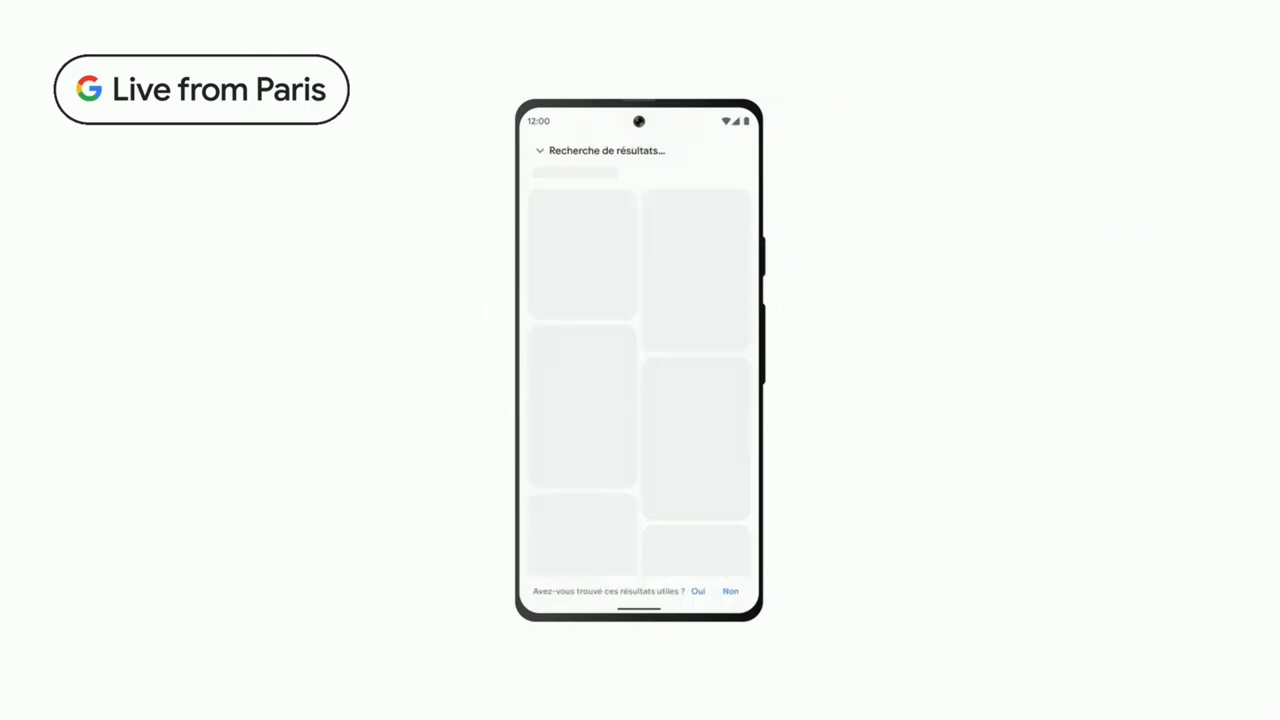 Live from Paris
12:00
Recherche de résultats...
Avez-vous trouvé ces résultats utiles ? Oui Non